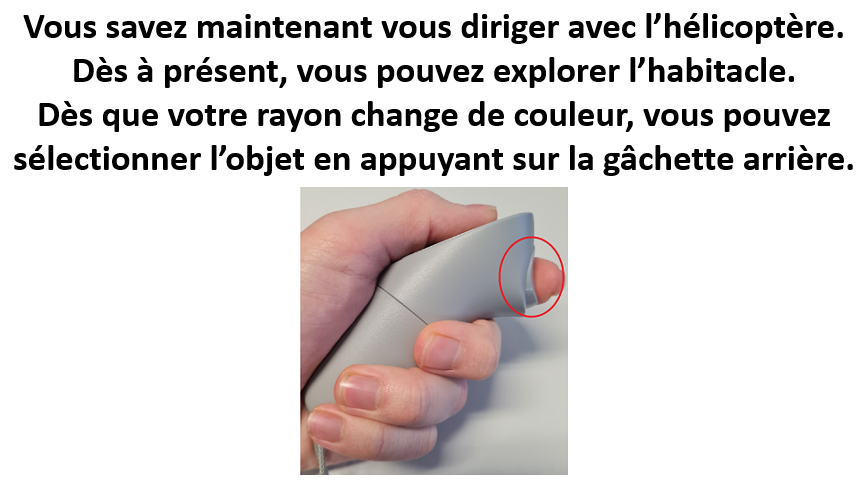 Vous savez maintenant vous diriger avec l’hélicoptère.
Dès à présent, vous pouvez explorer l’habitacle.
Dès que votre rayon change de couleur, vous pouvez
sélectionner l’objet en appuyant sur la gâchette arrière.